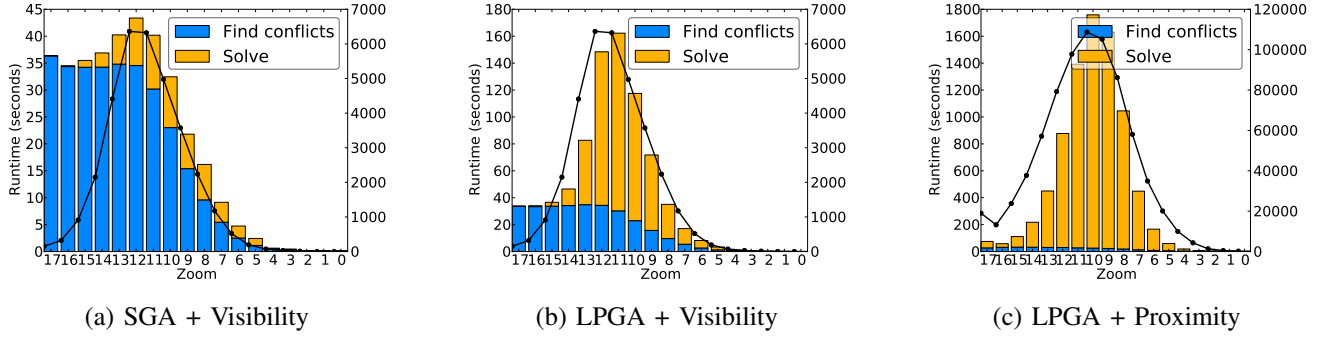 45
40
35
30
25
20
15
10
5
0
Runtime (seconds)
Find conflicts
Solve
7000
6000
5000
4000
3000
2000
1000
0
17 16 15 14 13 12 11 10 9 8 7 6 5 4 3 2 1 0
Zoom
(a) SGA + Visibility
180
160
140
120
100
80
60
40
20
0
Runtime (seconds)
Find conflicts
Solve
7000
6000
5000
4000
3000
2000
1000
0
17 16 15 14 13 12 11 10 9 8 7 6 5 4 3 2 1 0
Zoom
(b) LPGA + Visibility
1800
1600
1400
1200
1000
800
600
400
200
0
Runtime (seconds)
Find conflicts
Solve
120000
100000
80000
60000
40000
20000
0
17 16 15 14 13 12 11 10 9 8 7 6 5 4 3 2 1 0
Zoom
(c) LPGA + Proximity